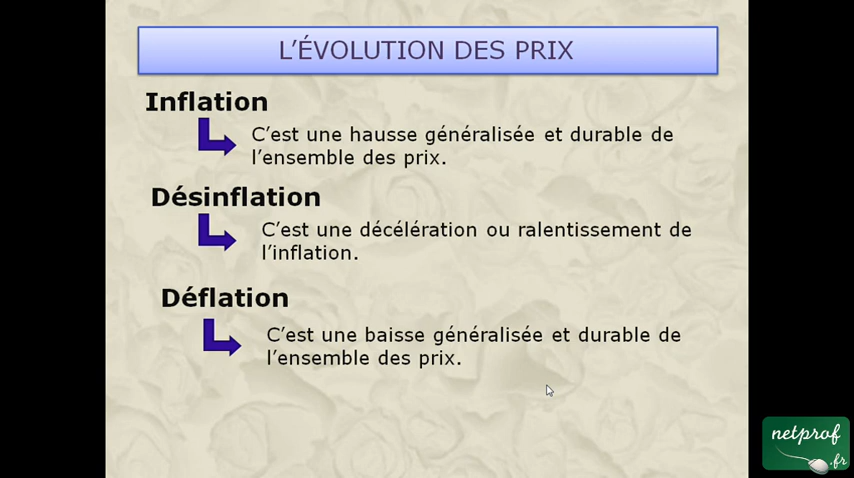 L'ÉVOLUTION DES PRIX
Inflation
C'est une hausse généralisée et durable de
l'ensemble des prix.
Désinflation
C'est une décélération ou ralentissement de
l'inflation.
Déflation
C'est une baisse généralisée et durable de
l'ensemble des prix.
netprof
.fr